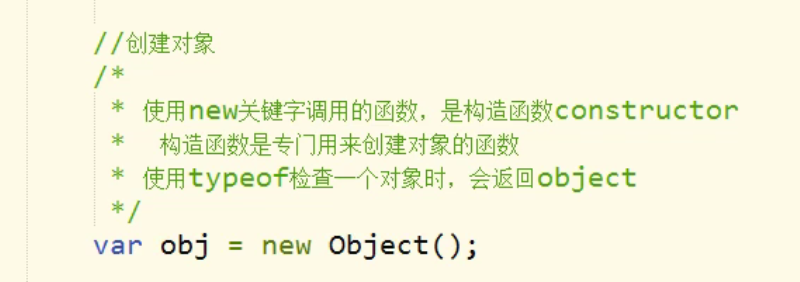 //创建对象
/*
* 使用new关键字调用的函数，是构造函数constructor
* 构造函数是专门用来创建对象的函数
* 使用typeof检查一个对象时，会返回object
*/
var obj = new Object();